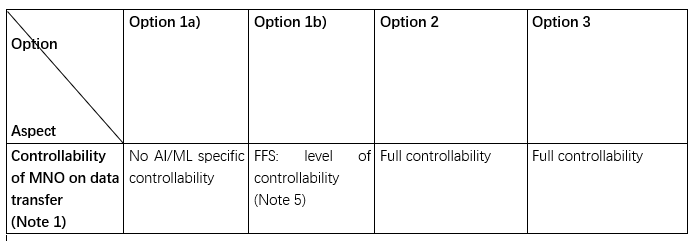 Option
Aspect
Option 1a)
Option 1b)
Option 2
Option 3
Controllability
of MNO on data
transfer
(Note 1)
No AI/ML specific
controllability
FFS: level of
controllability
(Note 5)
Full controllability
Full controllability